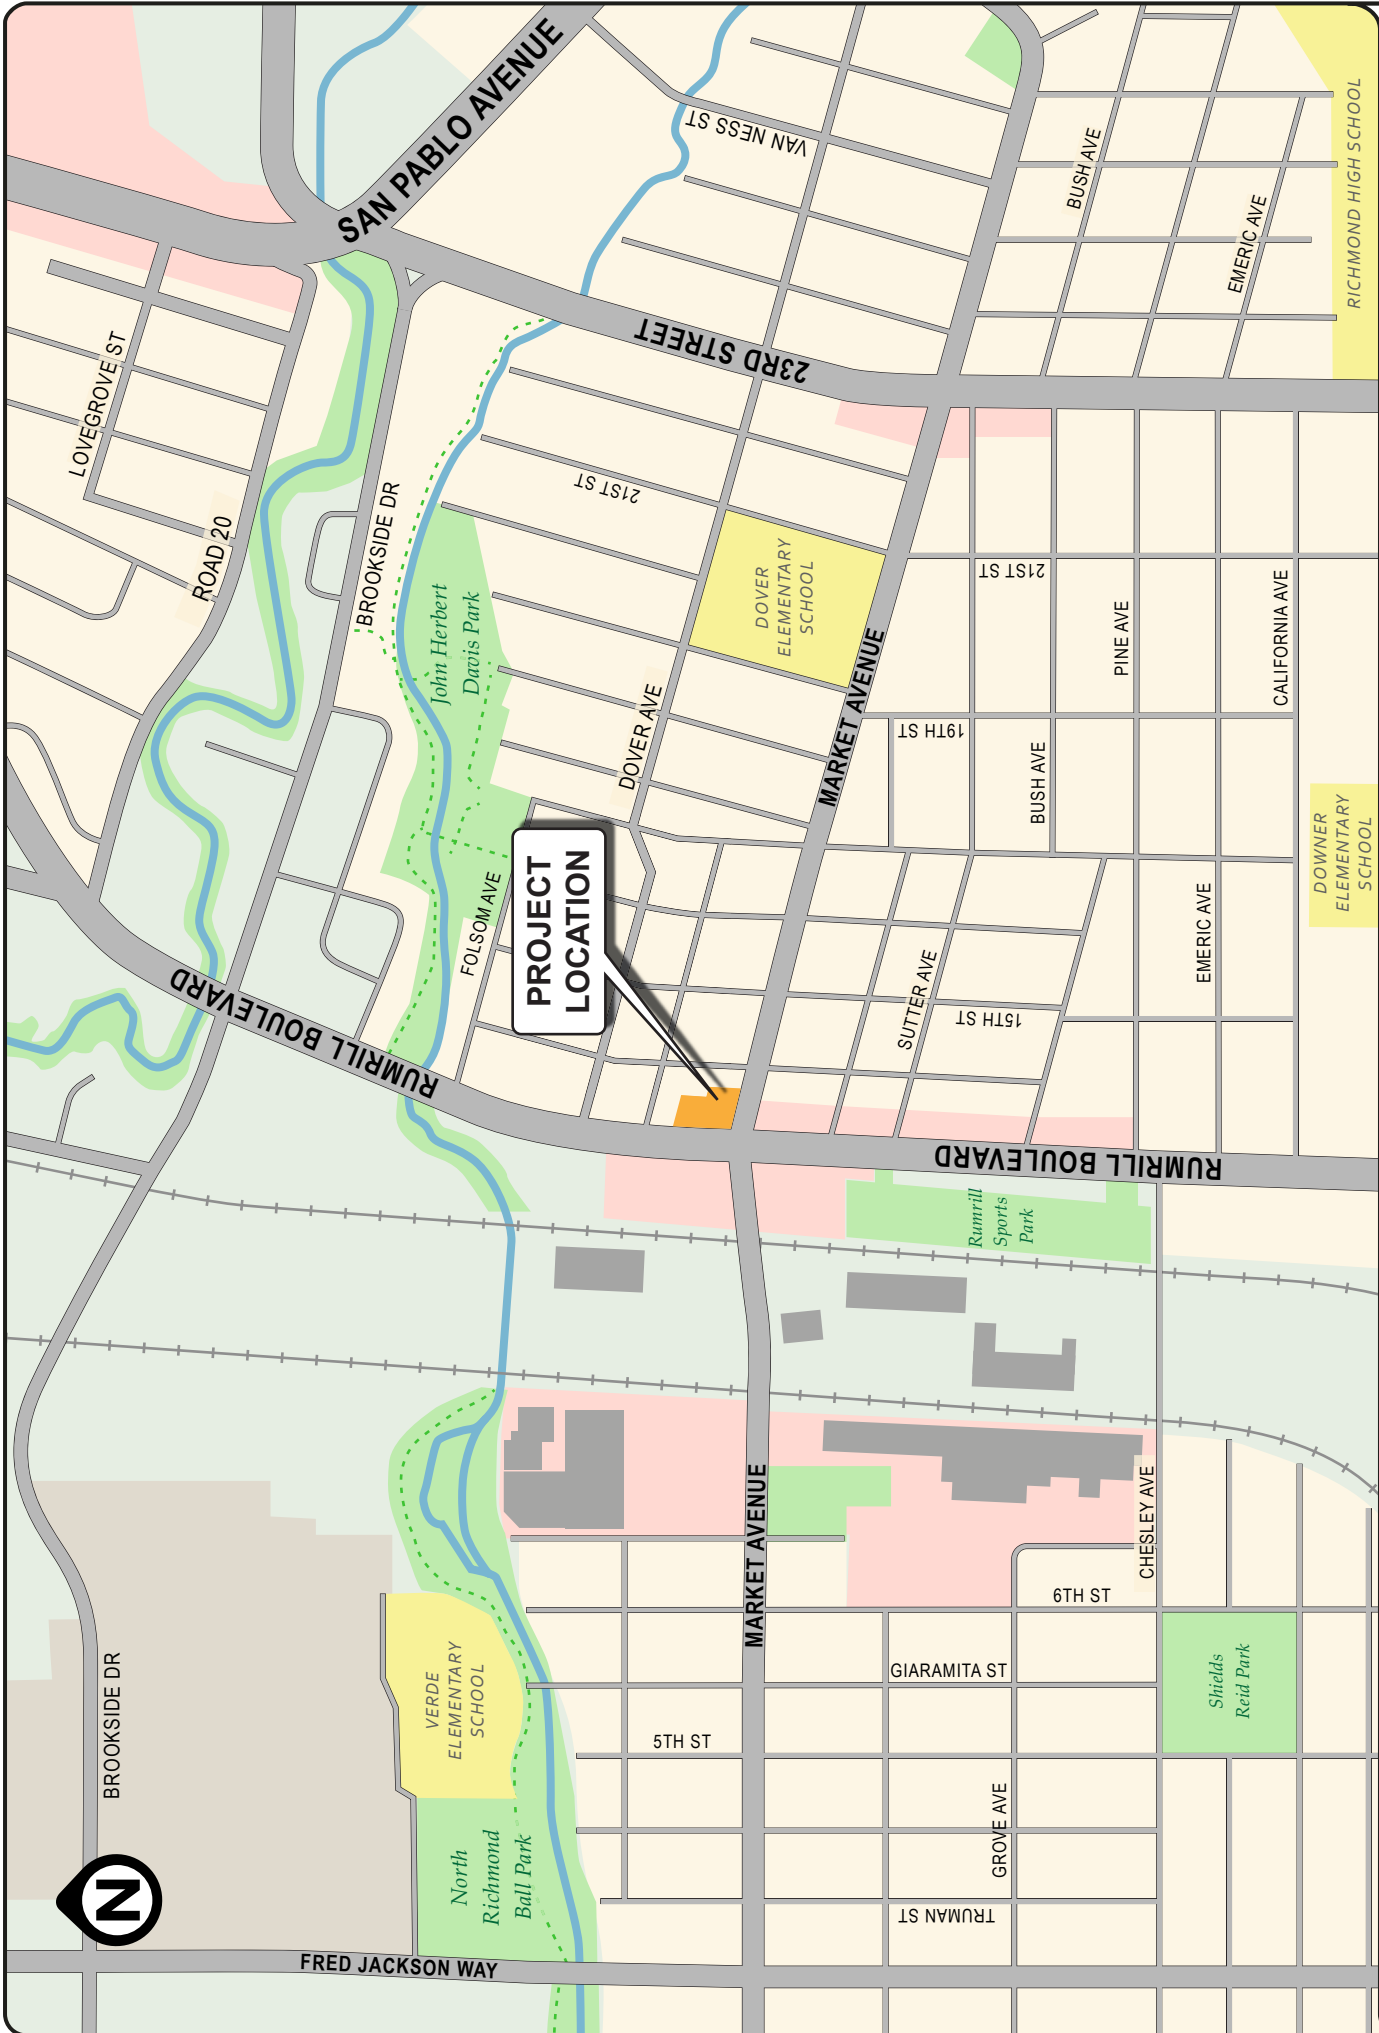 SAN PABLO AVENUE
VAN NESS ST
BUSH AVE
EMERIC AVE
RICHMOND HIGH SCHOOL
LOVEGROVE ST
23RD STREET
ROAD 20
BROOKSIDE DR
21ST ST
John Herbert
Davis Park
DOVER
ELEMENTARY
SCHOOL
21ST ST
PINE AVE
CALIFORNIA AVE
DOVER AVE
MARKET AVENUE
19TH ST
BUSH AVE
DOWNER
ELEMENTARY
SCHOOL
FOLSOM AVE
PROJECT
LOCATION
EMERIC AVE
SUTTER AVE
15TH ST
RUMRILL BOULEVARD
RUMRILL BOULEVARD
Rumrill
Sports
Park
MARKET AVENUE
CHESLEY AVE
6TH ST
GIARAMITA ST
Shields
Reid Park
5TH ST
VERDE
ELEMENTARY
SCHOOL
BROOKSIDE DR
GROVE AVE
TRUMAN ST
North
Richmond
Ball Park
N
FRED JACKSON WAY